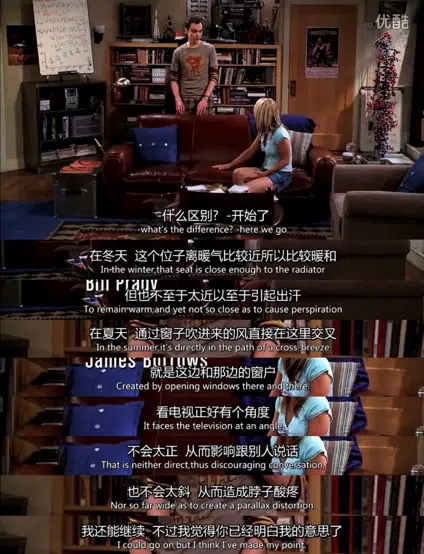 优酷
-什么区别? -开始了
-what's the difference? -here we go.
在冬天 这个位子离暖气比较近所以比较暖和
In the winter,that seat is close enough to the radiator
Bill Prady
但也不至于太近以至于引起出汗
To remain warm,and yet not so close as to cause perspiration
在夏天 通过窗子吹进来的风直接在这里交叉
In the summer,it's directly in the path of a cross-breeze
James Burrows
就是这边和那边的窗户
Created by opening windows there and there,
看电视正好有个角度
It faces the television at an angle
不会太正 从而影响跟别人说话
That is neither direct,thus discouraging conversation,
也不会太斜 从而造成脖子酸疼
Nor so far wide as to create a parallax distortion.
我还能继续 不过我觉得你已经明白我的意思了
I could go on,but I think I've made my point.